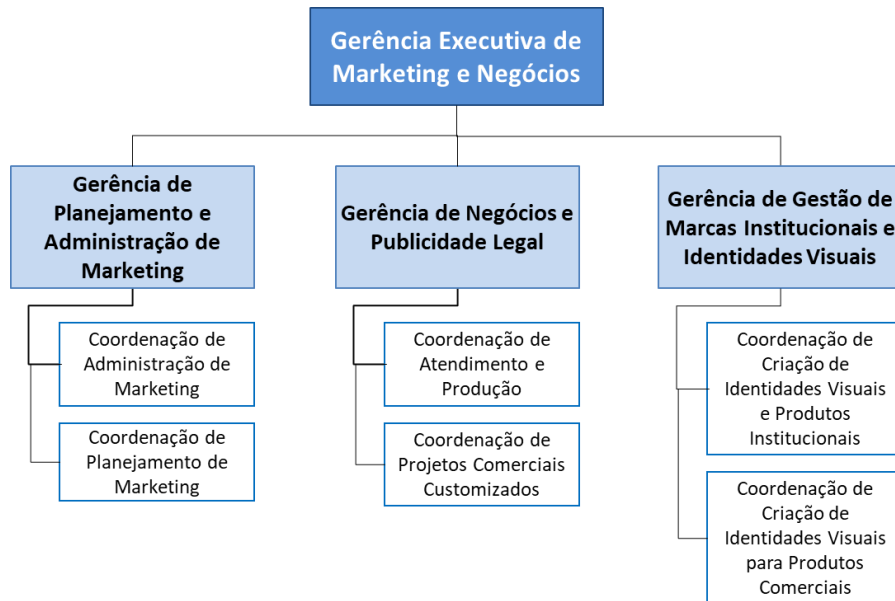 Gerência Executiva de
Marketing e Negócios
Gerência de
Planejamento e
Administração de
Marketing
Gerência de Negócios e
Publicidade Legal
Gerência de Gestão de
Marcas Institucionais e
Identidades Visuais
Coordenação de
Administração de
Marketing
Coordenação de
Planejamento de
Marketing
Coordenação de
Atendimento e
Produção
Coordenação de
Projetos Comerciais
Customizados
Coordenação de
Criação de
Identidades Visuais
e Produtos
Institucionais
Coordenação de
Criação de
Identidades Visuais
para Produtos
Comerciais